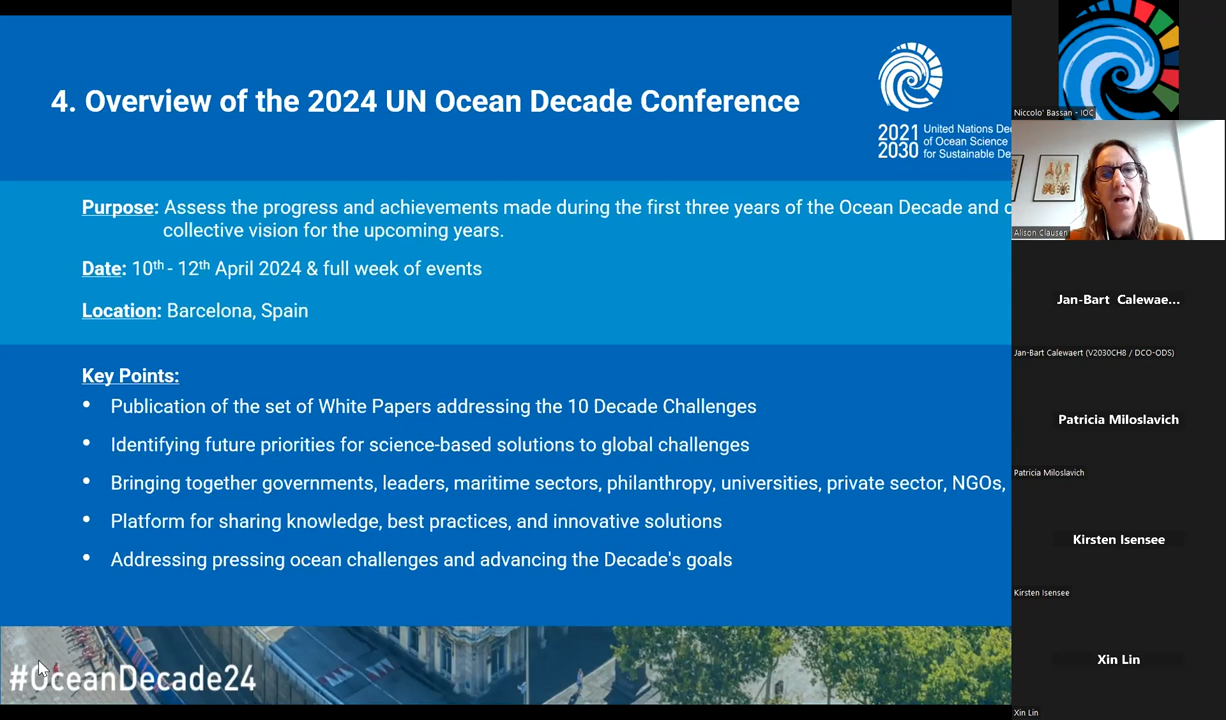 4. Overview of the 2024 UN Ocean Decade Conference
2021
2030
United Nations
of Ocean Science
for Sustainable
Purpose: Assess the progress and achievements made during the first three years of the Ocean Decade and
collective vision for the upcoming years.
Date: 10th - 12th April 2024 & full week of events
Location: Barcelona, Spain
Key Points:
• Publication of the set of White Papers addressing the 10 Decade Challenges
• Identifying future priorities for science-based solutions to global challenges
• Bringing together governments, leaders, maritime sectors, philanthropy, universities, private sector, NGOs,
• Platform for sharing knowledge, best practices, and innovative solutions
• Addressing pressing ocean challenges and advancing the Decade's goals
#OceanDecade24
Niccolo' Bassan - IOC
Alison Clausen
Jan-Bart Calewae...
Jan-Bart Calewaert (V2030CH8 / DCO-ODS)
Patricia Miloslavich
Patricia Miloslavich
Kirsten Isensee
Kirsten Isensee
Xin Lin
Xin Lin